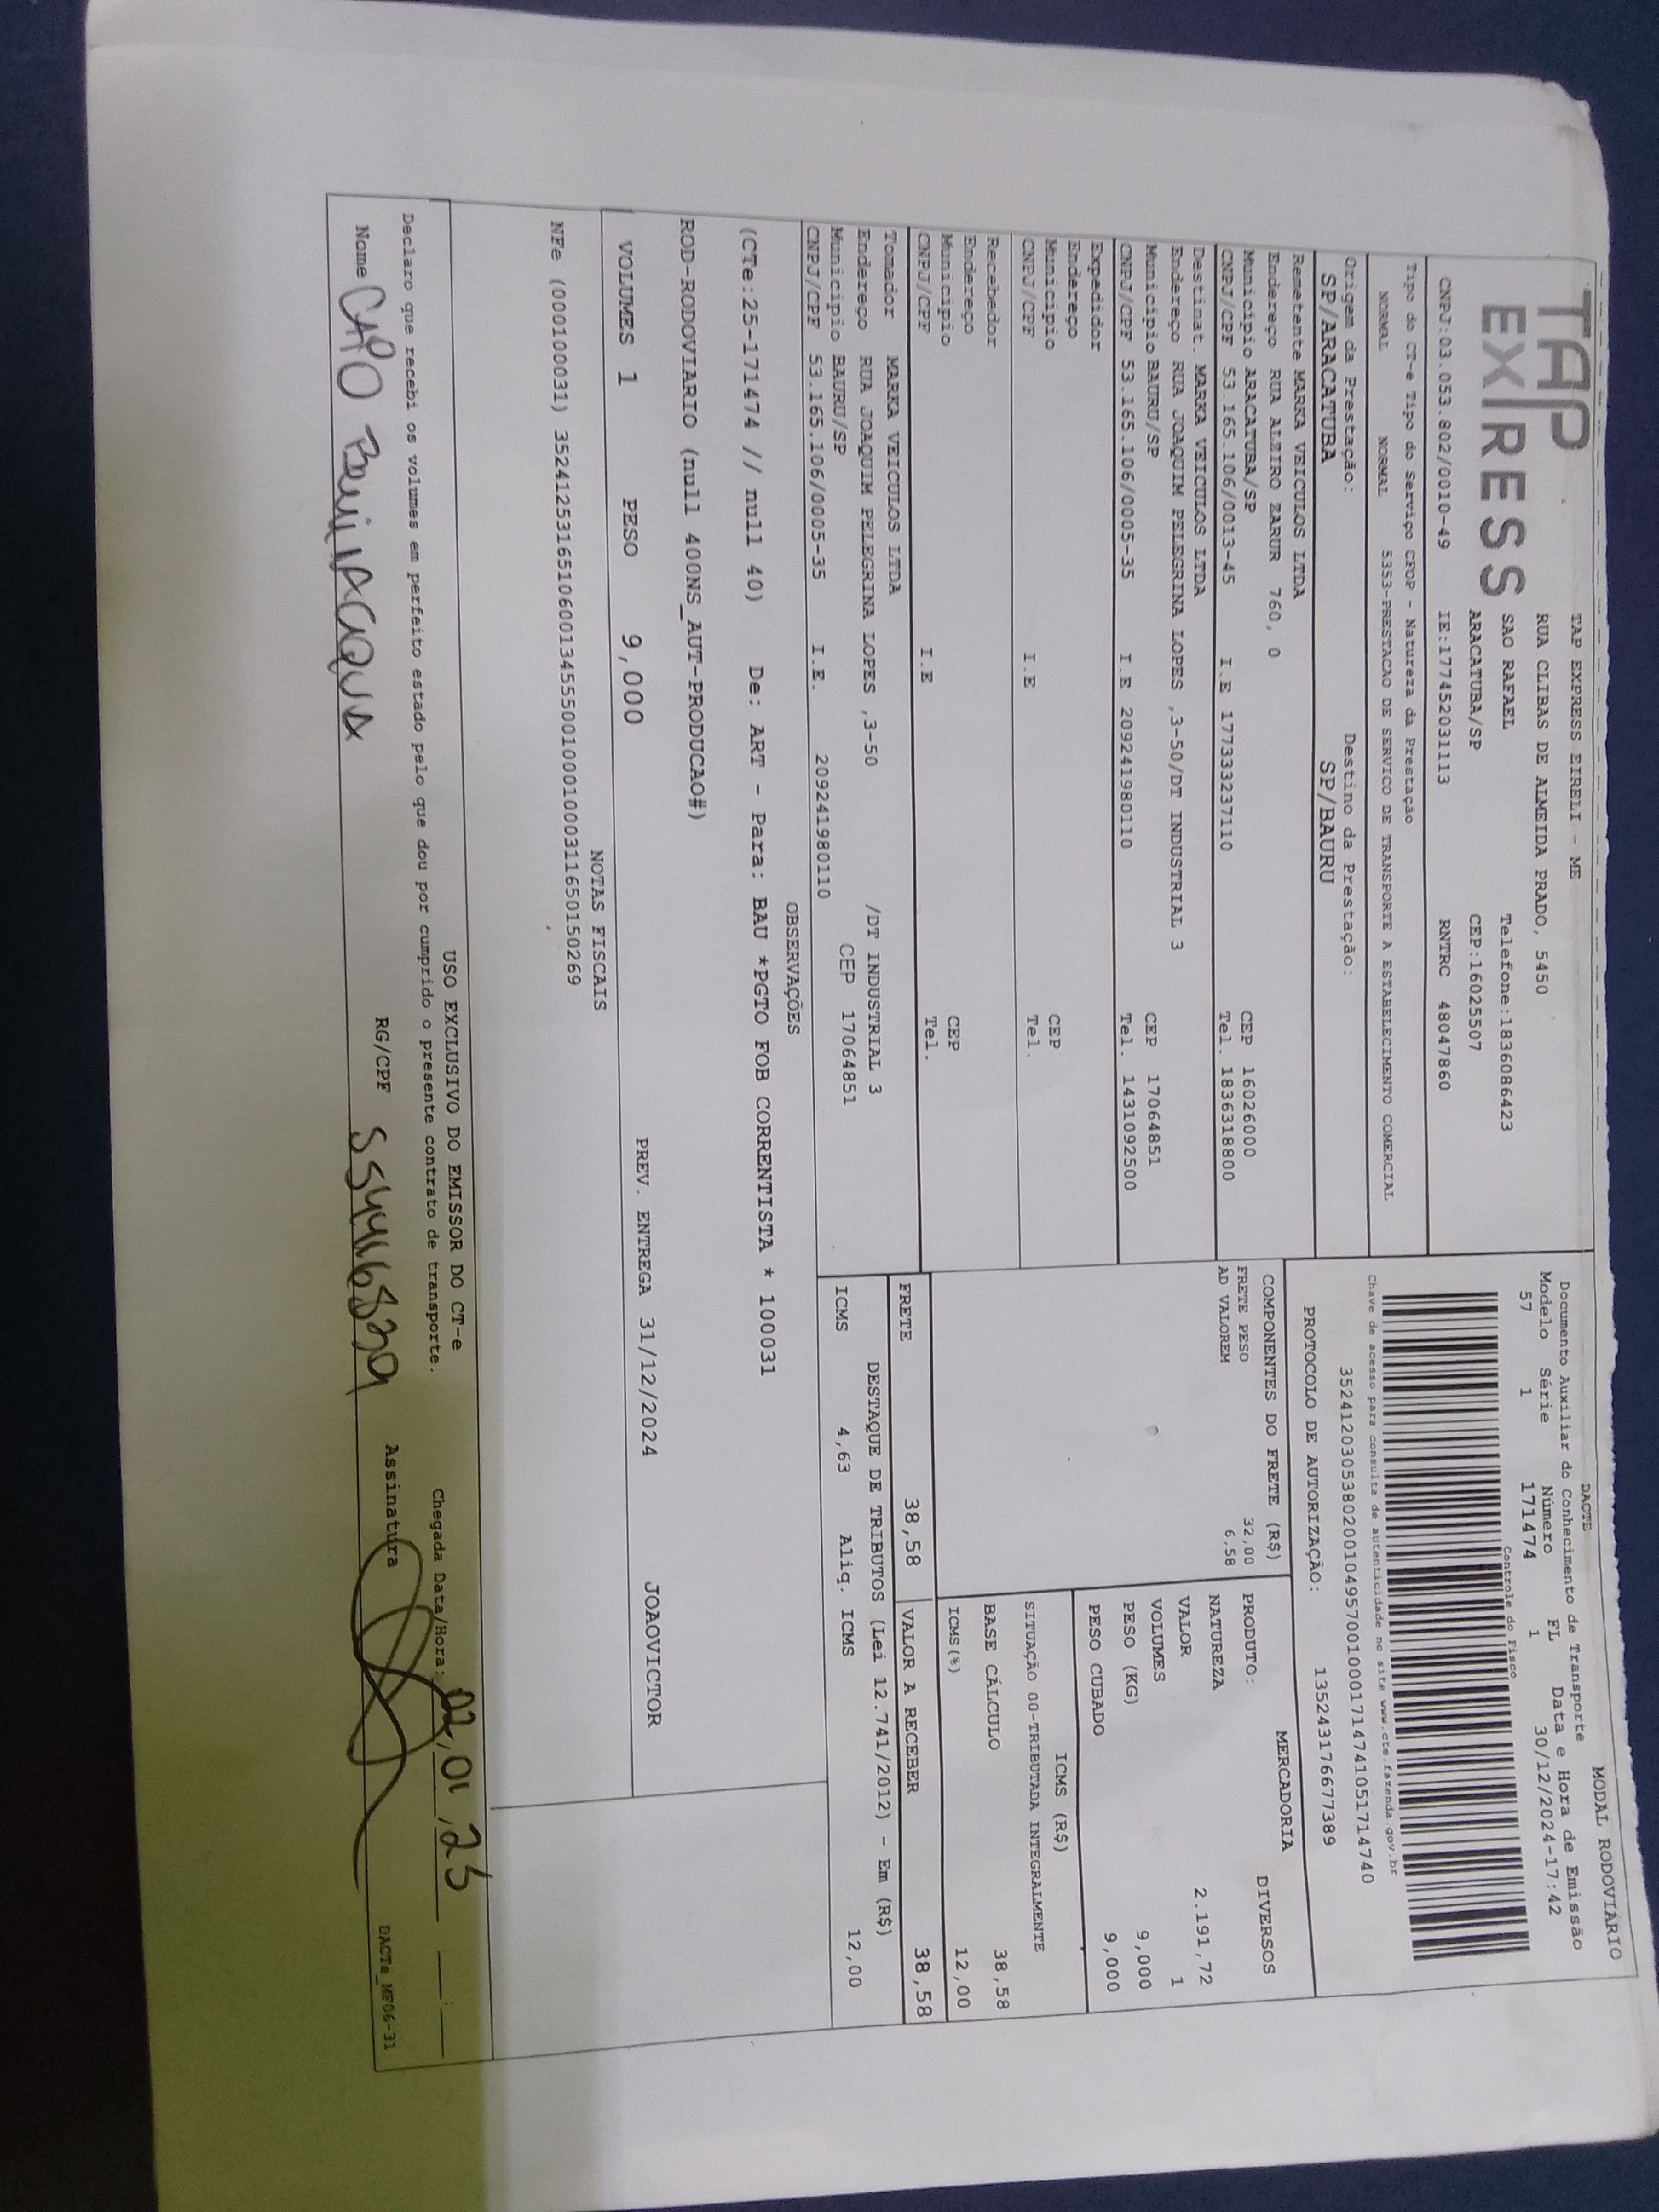 TAP
EXPRESS
TAP EXPRES EIRELI - ME
RUA CLIBAS DE ALMEIDA PRADO, 5450
SAO RAFAEL Telefone:1836086423
ARACATUBA/SP CEP:16025507
CNPJ:03.053.802/0010-49 IE:177452031113 RNTRC 48047860
MODAL RODOVIÁRIO
DACTE
Documento Auxiliar do Conhecimento de Transporte
Modelo Série Número FL Data e Hora de Emissão
57 1 171474 1 30/12/2024-17:42
Controle do Fisco
Chave de acesso para consulta de autenticidade no site www.cte.fazenda.gov.br
35241203053802001049570010001714741051714740
PROTOCOLO DE AUTORIZAÇÃO: 135243176677389
Tipo do CT-e Tipo do Serviço CFOP - Natureza da Prestação
NORMAL NORMAL 5353-PRESTACAO DE SERVICO DE TRANSPORTE A ESTABELECIMENTO COMERCIAL
Origem da Prestação: Destino da Prestação:
SP/ARACATUBA SP/BAURU
Remetente MARKA VEICULOS LTDA
Endereço RUA ALZIRO ZARUR 760, 0
Municipio ARACATUBA/SP CEP 16026000
CNPJ/CPF 53.165.106/0013-45 I.E 177333237110 Tel. 1836318800
Destinat. MARKA VEICULOS LTDA
Endereço RUA JOAQUIM PELEGRINA LOPES ,3-50/DT INDUSTRIAL 3
Municipio BAURU/SP CEP 17064851
CNPJ/CPF 53.165.106/0005-35 I.E 209241980110 Tel. 1431092500
Expedidor
Endereço
Municipio CEP
CNPJ/CPF I.E Tel.
Recebedor
Endereço
Municipio CEP
CNPJ/CPF I.E Tel.
Tomador MARKA VEICULOS LTDA
Endereço RUA JOAQUIM PELEGRINA LOPES ,3-50 /DT INDUSTRIAL 3
Municipio BAURU/SP CEP 17064851
CNPJ/CPF 53.165.106/0005-35 I.E. 209241980110
COMPONENTES DO FRETE (R$)
FRETE PESO 32,00
AD VALOREM 6,58
MERCADORIA
PRODUTO: DIVERSOS
NATUREZA
VALOR 2.191,72
VOLUMES 1
PESO (KG) 9,000
PESO CUBADO 9,000
ICMS (R$)
SITUAÇÃO 00-TRIBUTADA INTEGRALMENTE
BASE CÁLCULO 38,58
ICMS(%) 12,00
FRETE 38,58 VALOR A RECEBER 38,58
DESTAQUE DE TRIBUTOS (Lei 12.741/2012) - Em (R$)
ICMS 4,63 Aliq. ICMS 12,00
OBSERVAÇÕES
(CTe:25-171474 // null 40) De: ART - Para: BAU *PGTO FOB CORRENTISTA * 100031
ROD-RODOVIARIO (null 400NS_AUT-PRODUCAO#)
VOLUMES 1 PESO 9,000 PREV. ENTREGA 31/12/2024 JOAOVICTOR
NOTAS FISCAIS
NFe (000100031) 35241253165106001345550010001000311650150269
USO EXCLUSIVO DO EMISSOR DO CT-e
Declaro que recebi os volumes em perfeito estado pelo que dou por cumprido o presente contrato de transporte. Chegada Data/Hora: 02,01,25 __:__
Nome CAIO RG/CPF Assinatura DACTe_MF06-31